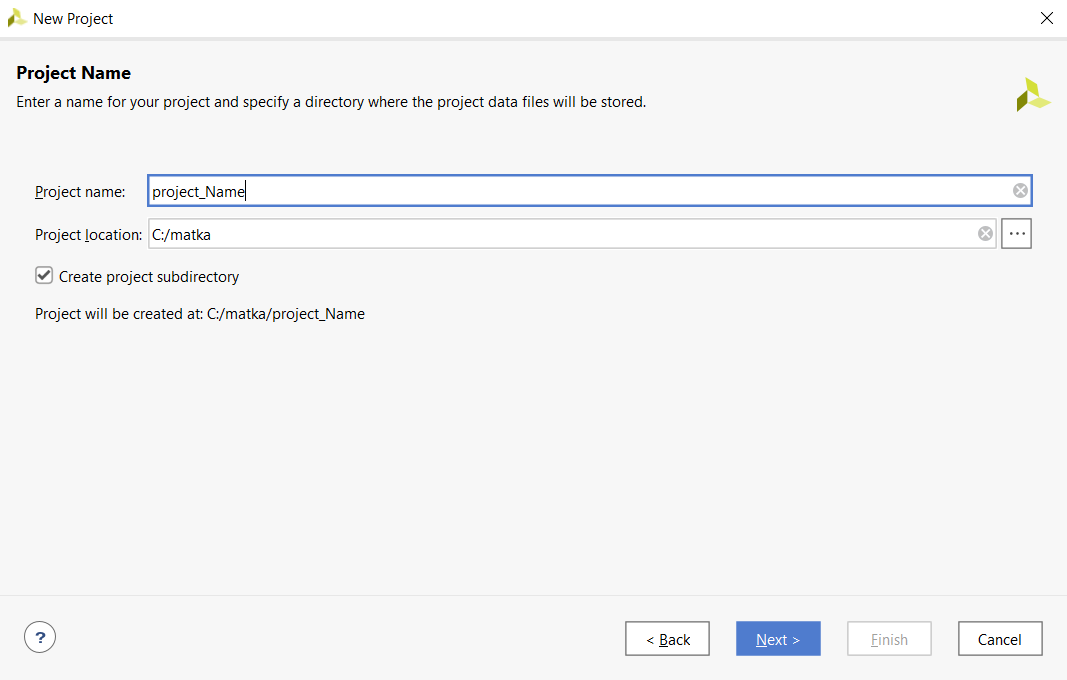 New Project
Project Name
Enter a name for your project and specify a directory where the project data files will be stored.
Project name: project_Name
Project location: C:/matka ...
Create project subdirectory
Project will be created at: C:/matka/project_Name
? < Back Next > Finish Cancel